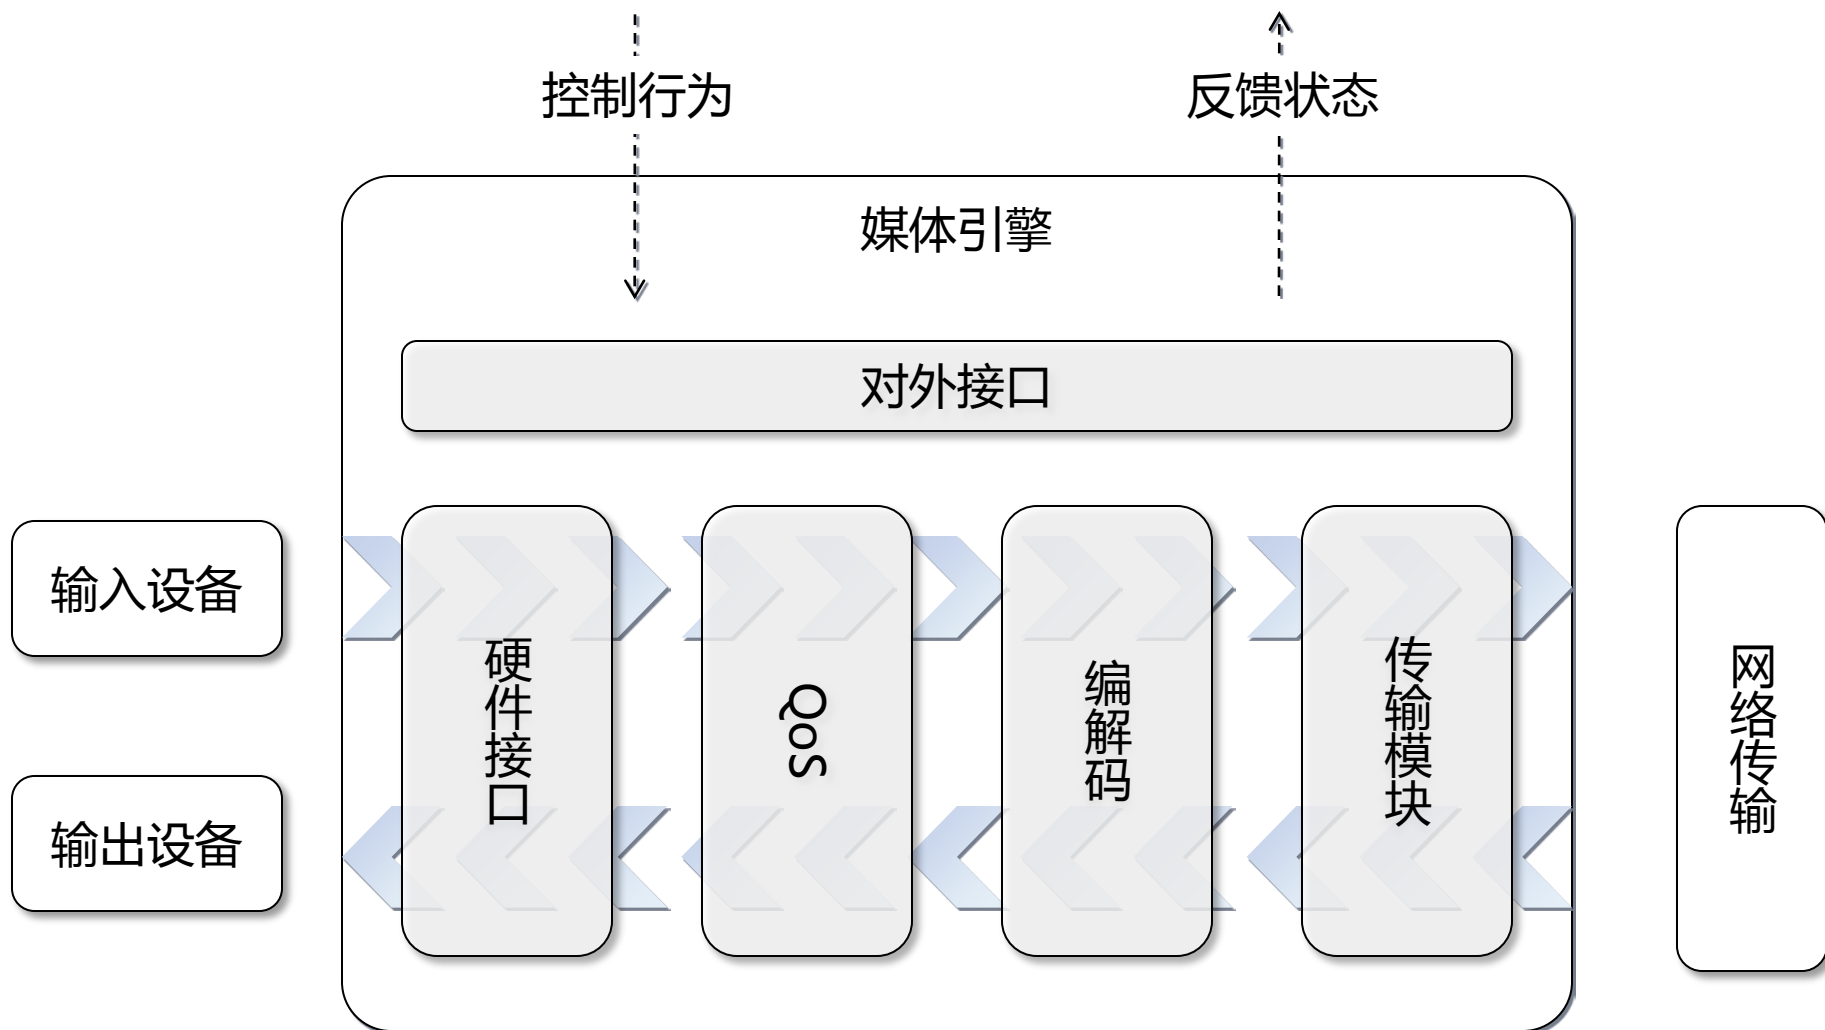 控制行为
反馈状态
媒体引擎
对外接口
输入设备
输出设备
硬件接口
QoS
编解码
传输模块
网络传输